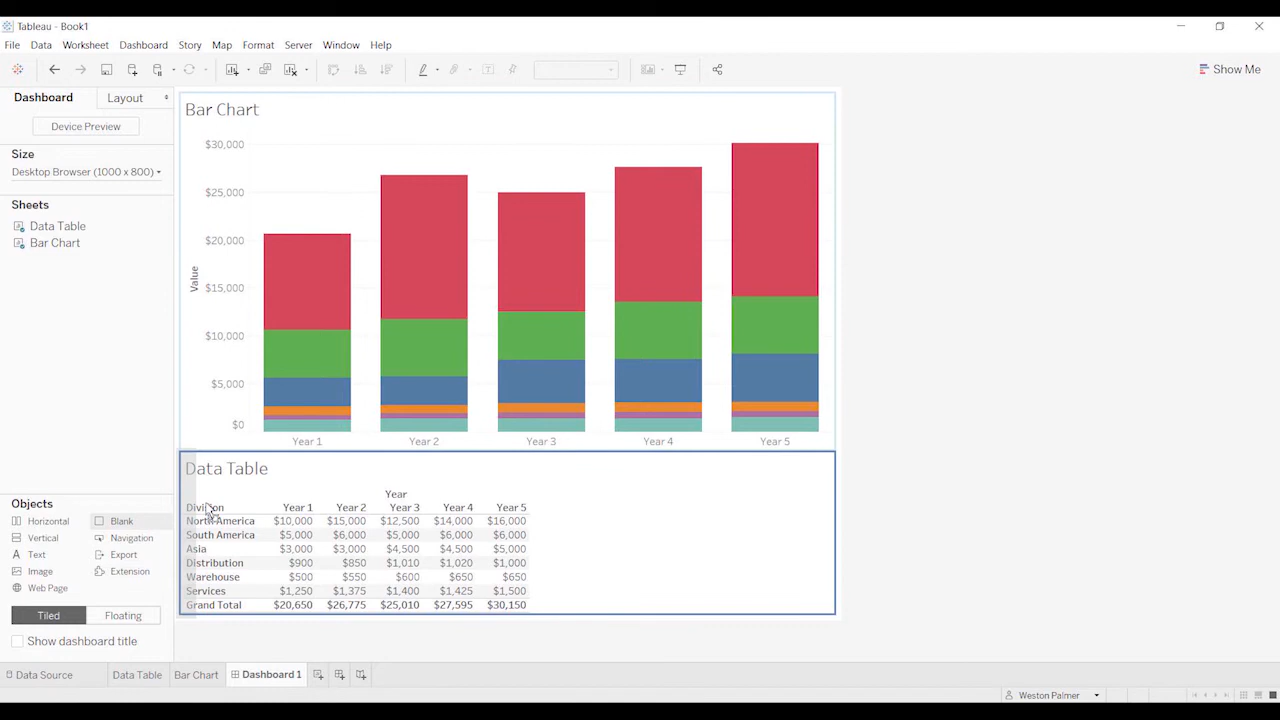 Tableau - Book1
File Data Worksheet Dashboard Story Map Format Server Window Help
Show Me
Dashboard Layout
Device Preview
Size
Desktop Browser (1000 x 800)
Sheets
Data Table
Bar Chart
Objects
Horizontal Blank
Vertical Navigation
Text Export
Image Extension
Web Page
Tiled Floating
Show dashboard title
Bar Chart
$30,000
$25,000
$20,000
$15,000
$10,000
$5,000
$0
Value
Year 1 Year 2 Year 3 Year 4 Year 5
Data Table
Year
Division Year 1 Year 2 Year 3 Year 4 Year 5
North America $10,000 $15,000 $12,500 $14,000 $16,000
South America $5,000 $6,000 $5,000 $6,000 $6,000
Asia $3,000 $3,000 $4,500 $4,500 $5,000
Distribution $900 $850 $1,010 $1,020 $1,000
Warehouse $500 $550 $600 $650 $650
Services $1,250 $1,375 $1,400 $1,425 $1,500
Grand Total $20,650 $26,775 $25,010 $27,595 $30,150
Data Source Data Table Bar Chart Dashboard 1
Weston Palmer